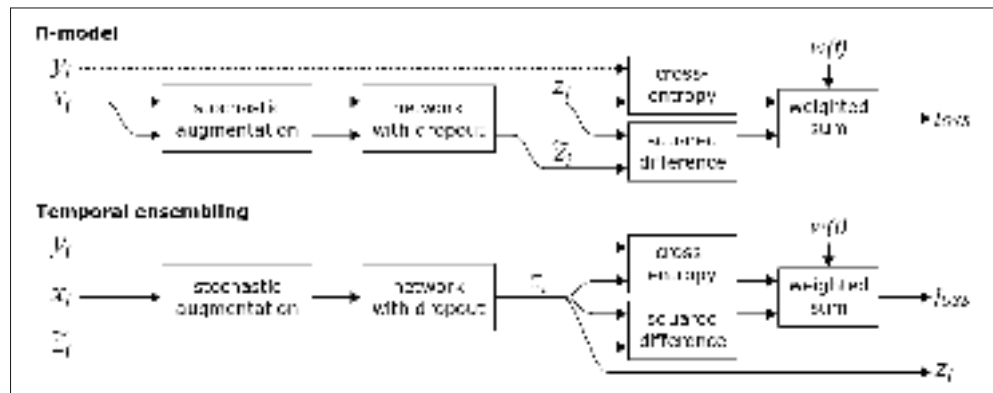 Π-model
yi
xi
stochastic augmentation
network with dropout
zi
z̃i
cross-entropy
squared difference
w(t)
weighted sum
loss
Temporal ensembling
yi
xi
z̃i
stochastic augmentation
network with dropout
zi
cross entropy
squared difference
w(t)
weighted sum
loss
zi